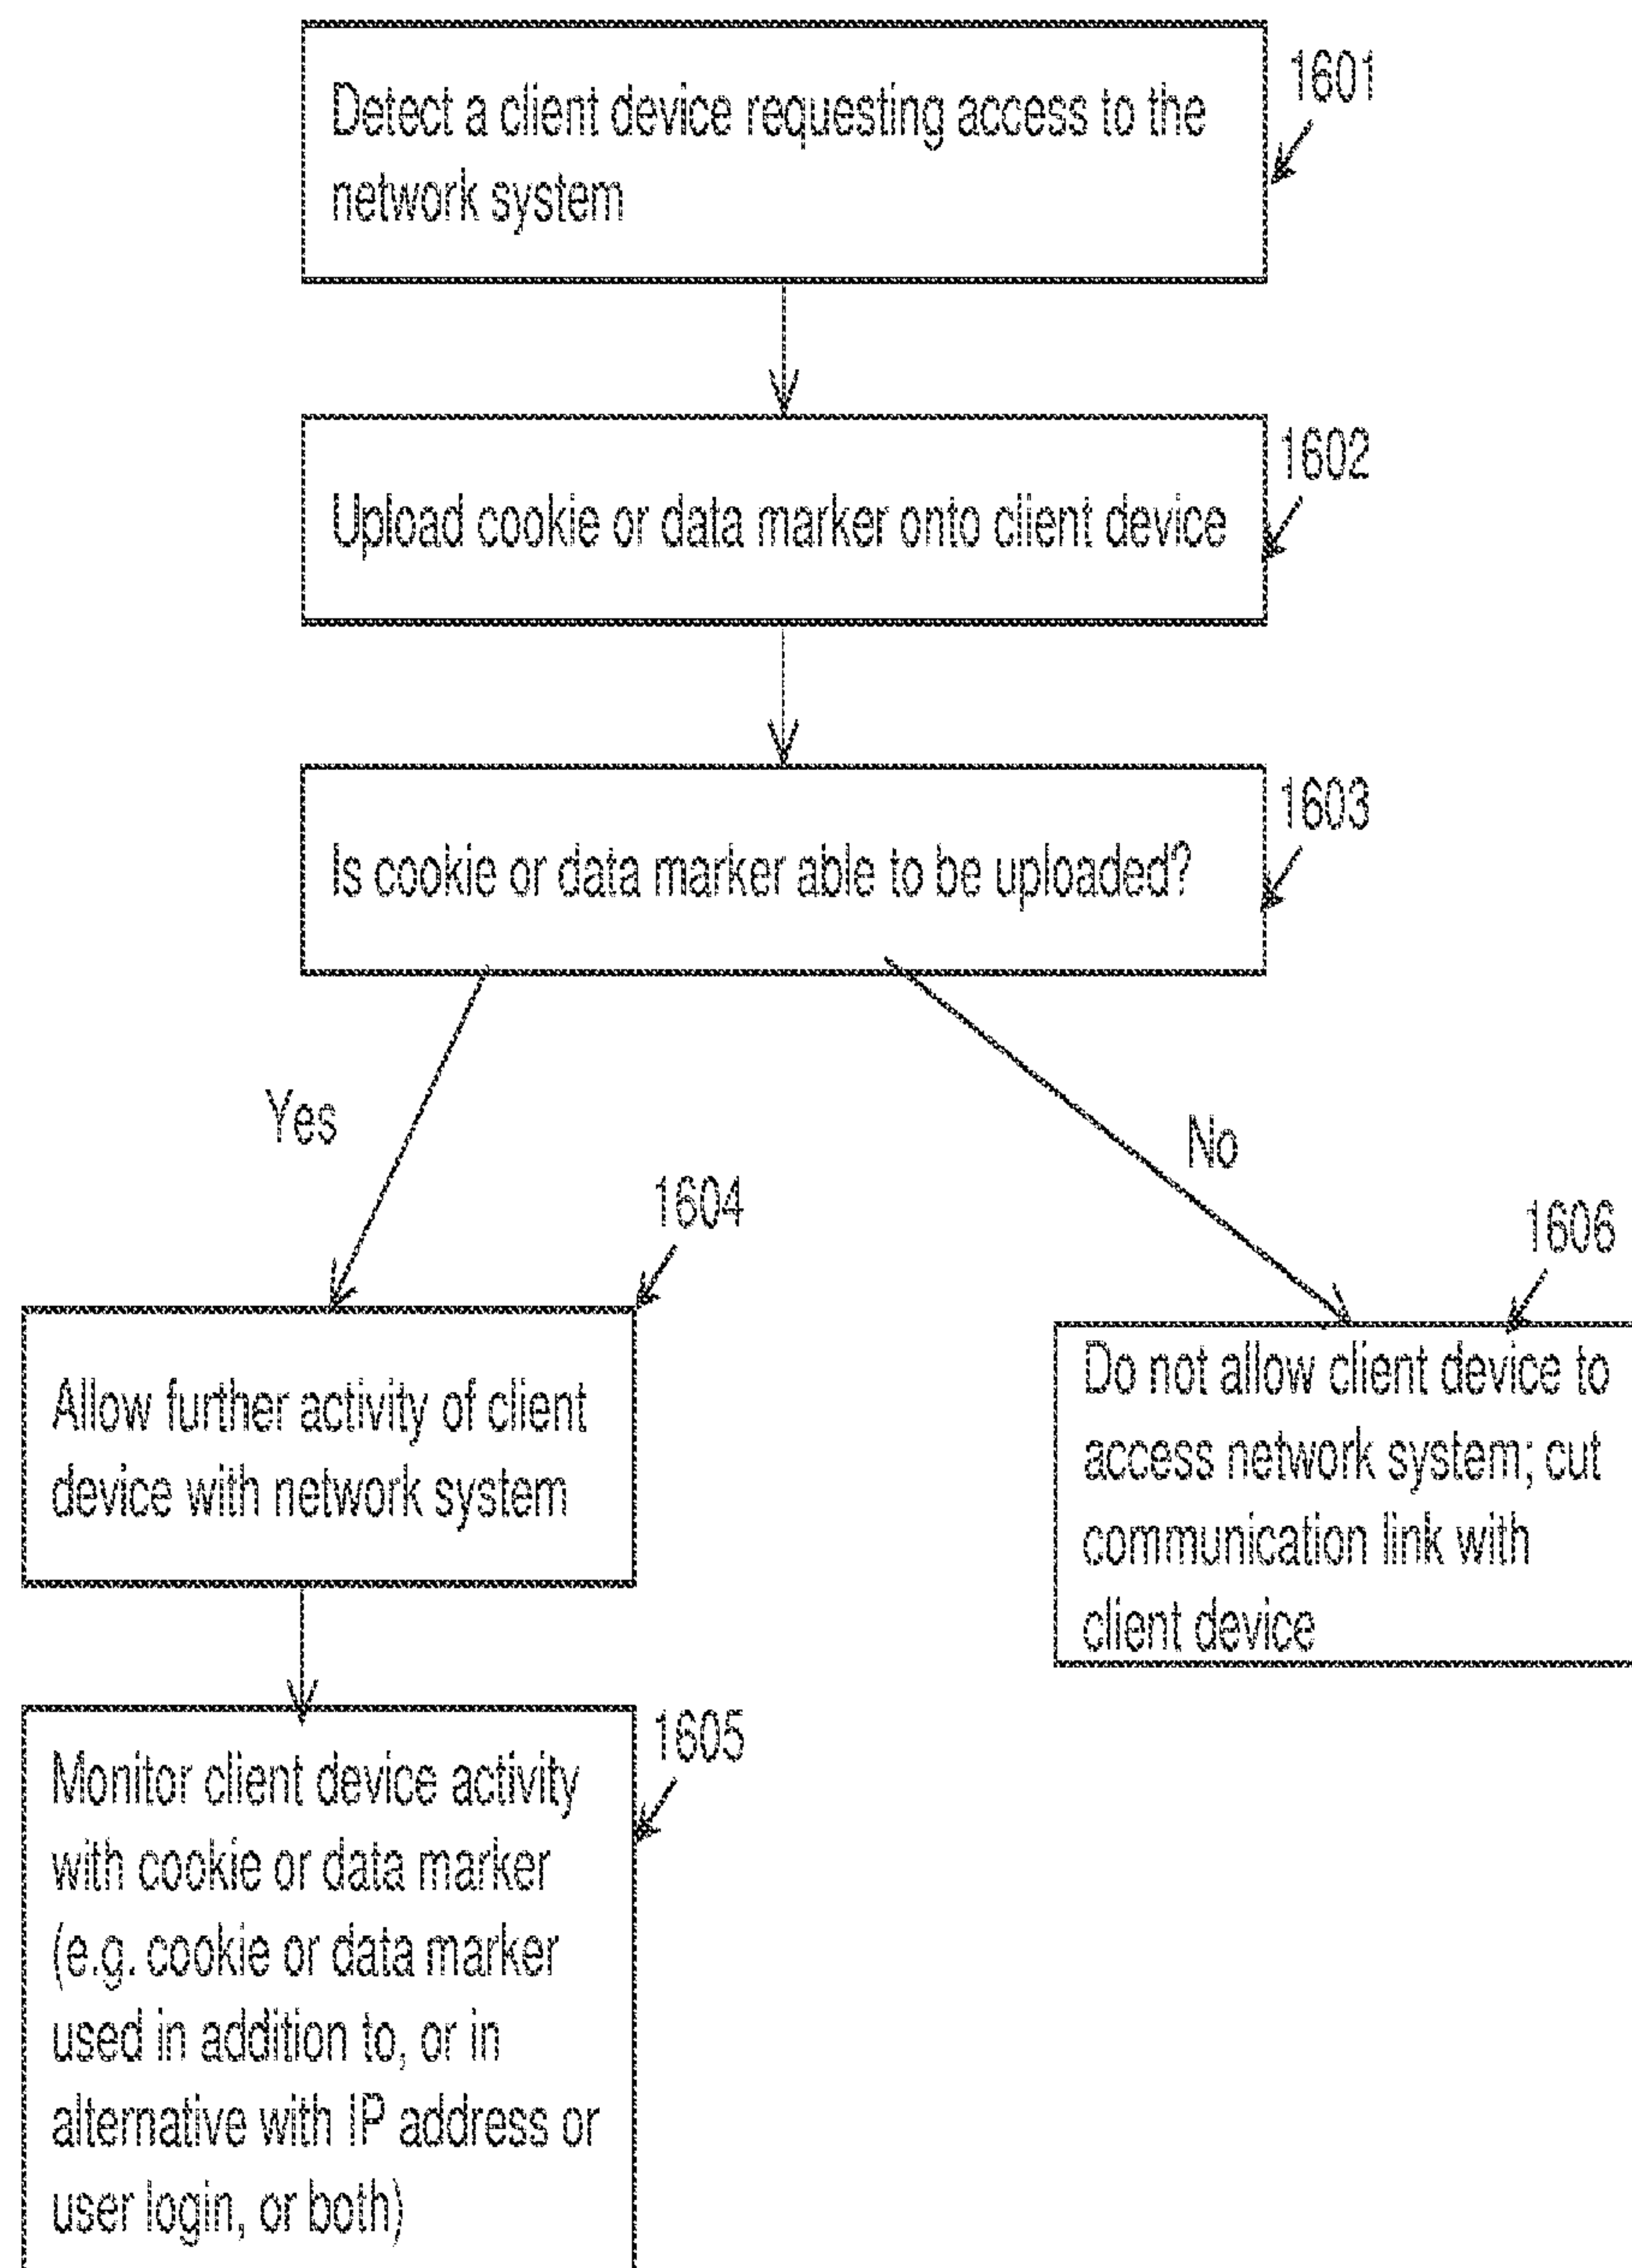 Detect a client device requesting access to the
network system
1601
Upload cookie or data marker onto client device
1602
Is cookie or data marker able to be uploaded?
1603
Yes
No
1604
Allow further activity of client
device with network system
1606
Do not allow client device to
access network system; cut
communication link with
client device
1605
Monitor client device activity
with cookie or data marker
(e.g. cookie or data marker
used in addition to, or in
alternative with IP address or
user login, or both)